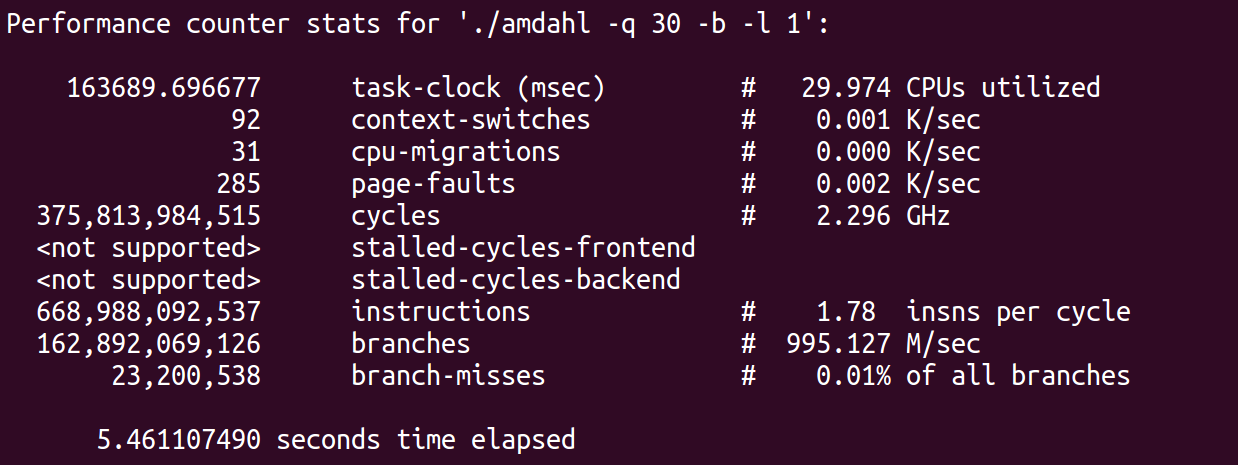 Performance counter stats for './amdahl -q 30 -b -l 1':
163689.696677 task-clock (msec) # 29.974 CPUs utilized
92 context-switches # 0.001 K/sec
31 cpu-migrations # 0.000 K/sec
285 page-faults # 0.002 K/sec
375,813,984,515 cycles # 2.296 GHz
<not supported> stalled-cycles-frontend
<not supported> stalled-cycles-backend
668,988,092,537 instructions # 1.78 insns per cycle
162,892,069,126 branches # 995.127 M/sec
23,200,538 branch-misses # 0.01% of all branches
5.461107490 seconds time elapsed